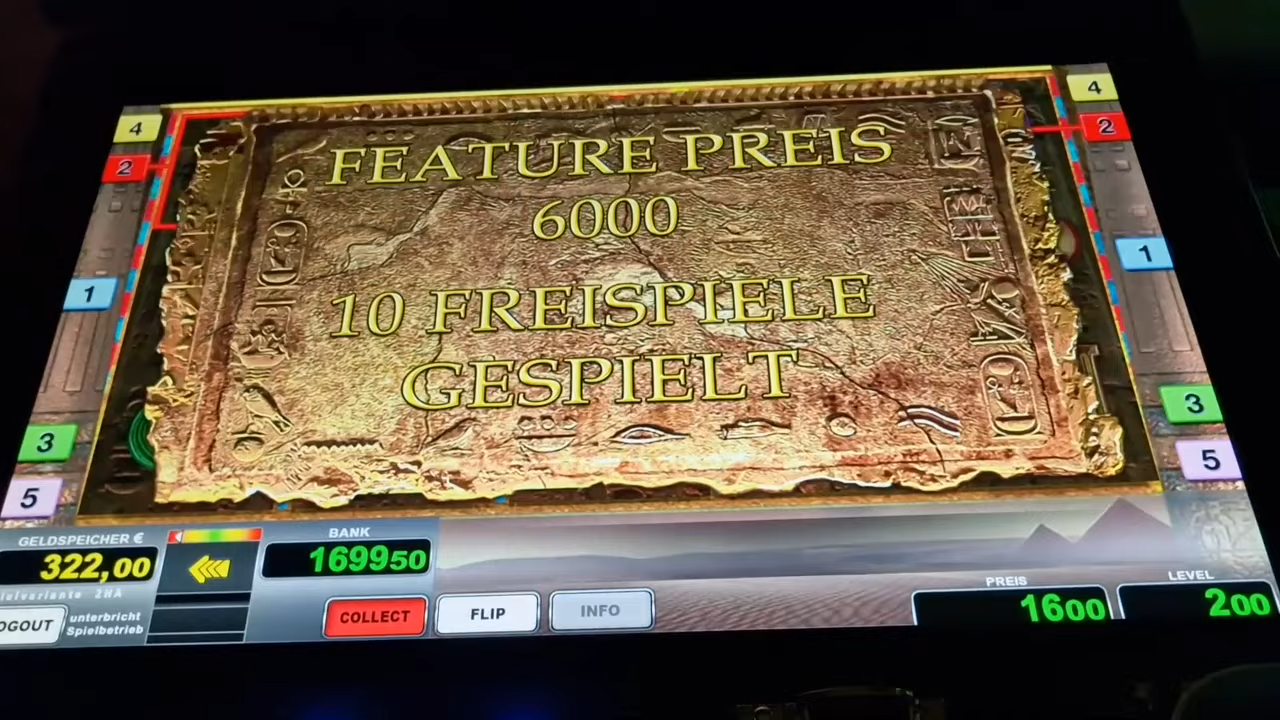 FEATURE PREIS
6000
10 FREISPIELE
GESPIELT
4
2
1
3
5
4
2
1
3
5
GELDSPEICHER €
322,00
BANK
169950
unterbricht
Spielbetrieb
COLLECT
FLIP
INFO
PREIS
1600
LEVEL
200